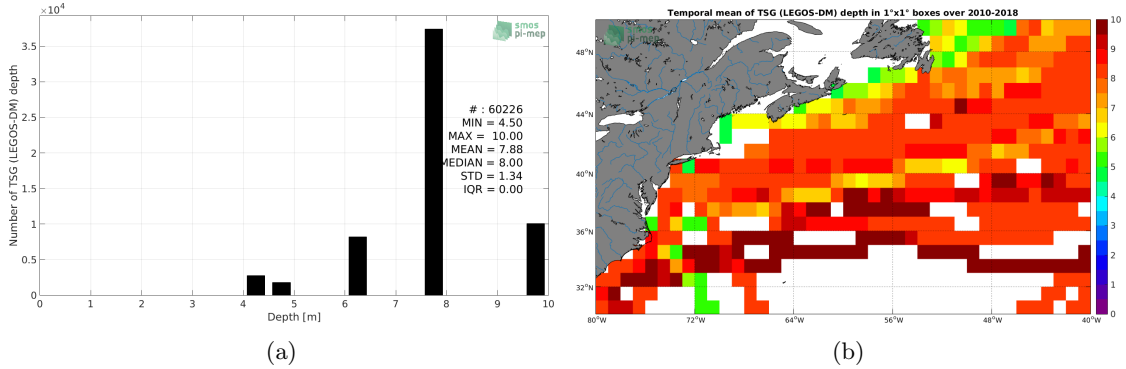 smos
pi-mep
3.5
3
2.5
2
1.5
1
0.5
0
×10⁴
Number of TSG (LEGOS-DM) depth
# : 60226
MIN = 4.50
MAX = 10.00
MEAN = 7.88
MEDIAN = 8.00
STD = 1.34
IQR = 0.00
0 1 2 3 4 5 6 7 8 9 10
Depth [m]
(a)
Temporal mean of TSG (LEGOS-DM) depth in 1°x1° boxes over 2010-2018
smos
pi-mep
48°N
44°N
40°N
36°N
32°N
80°W 72°W 64°W 56°W 48°W 40°W
10
9
8
7
6
5
4
3
2
1
0
(b)